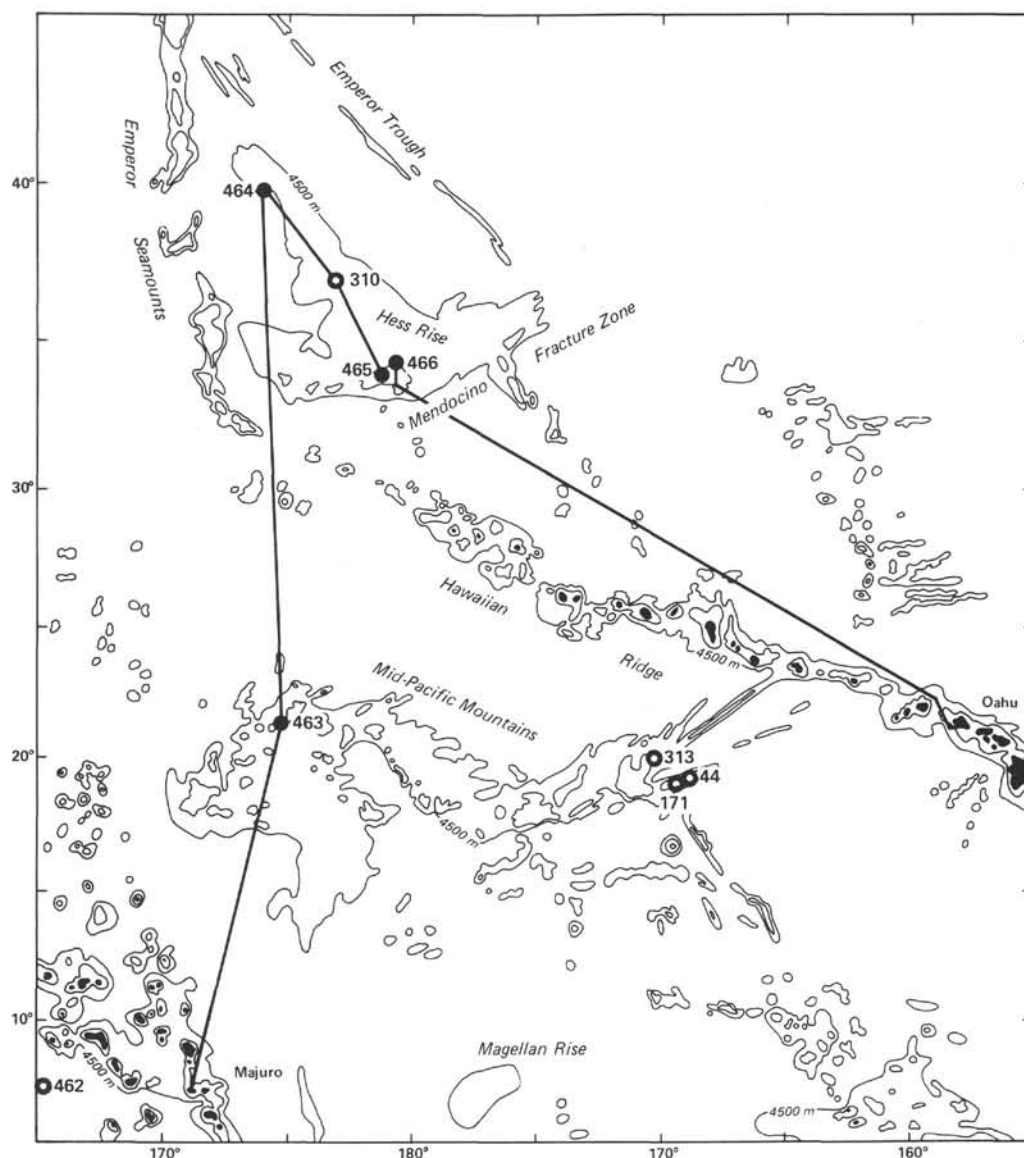 Emperor Trough
Emperor
Seamounts
40°
4500 m
464
310
Hess Rise
Fracture Zone
465
466
Mendocino
30°
Hawaiian
Ridge
4500 m
Oahu
Mid-Pacific Mountains
463
20°
313
44
171
4500 m
10°
Magellan Rise
Majuro
4500 m
462
4500 m
170°
180°
170°
160°